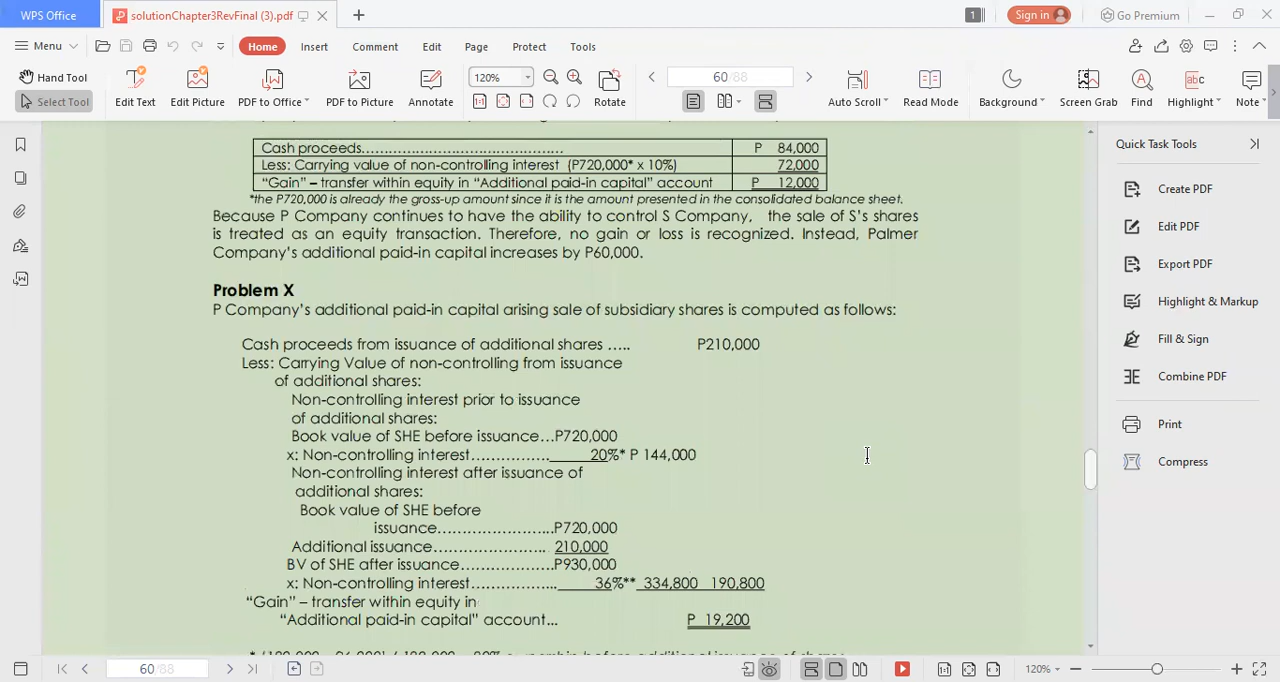 WPS Office
solutionChapter3RevFinal (3).pdf
1
Sign in
Go Premium
Menu
Home
Insert
Comment
Edit
Page
Protect
Tools
Hand Tool
Select Tool
Edit Text
Edit Picture
PDF to Office
PDF to Picture
Annotate
120%
Rotate
60/88
Auto Scroll
Read Mode
Background
Screen Grab
Find
Highlight
Note
Cash proceeds…………………………………… P 84,000
Less: Carrying value of non-controlling interest (P720,000* x 10%) 72,000
“Gain” – transfer within equity in “Additional paid-in capital” account P 12,000
*the P720,000 is already the gross-up amount since it is the amount presented in the consolidated balance sheet.
Because P Company continues to have the ability to control S Company, the sale of S’s shares
is treated as an equity transaction. Therefore, no gain or loss is recognized. Instead, Palmer
Company’s additional paid-in capital increases by P60,000.
Problem X
P Company’s additional paid-in capital arising sale of subsidiary shares is computed as follows:
Cash proceeds from issuance of additional shares ….. P210,000
Less: Carrying Value of non-controlling from issuance
of additional shares:
Non-controlling interest prior to issuance
of additional shares:
Book value of SHE before issuance…P720,000
x: Non-controlling interest……………. 20%* P 144,000
Non-controlling interest after issuance of
additional shares:
Book value of SHE before
issuance…………………..P720,000
Additional issuance………………….. 210,000
BV of SHE after issuance……………….P930,000
x: Non-controlling interest……………... 36%** 334,800 190,800
“Gain” – transfer within equity in
“Additional paid-in capital” account... P 19,200
Quick Task Tools
Create PDF
Edit PDF
Export PDF
Highlight & Markup
Fill & Sign
Combine PDF
Print
Compress
60/88
120%